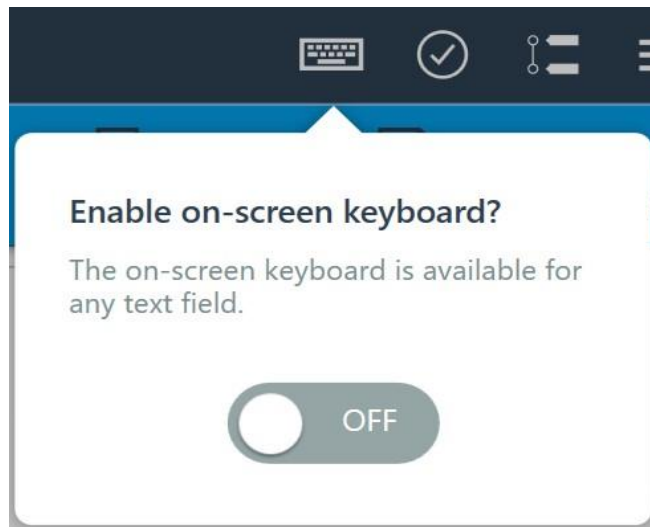 Enable on-screen keyboard?
The on-screen keyboard is available for
any text field.
OFF